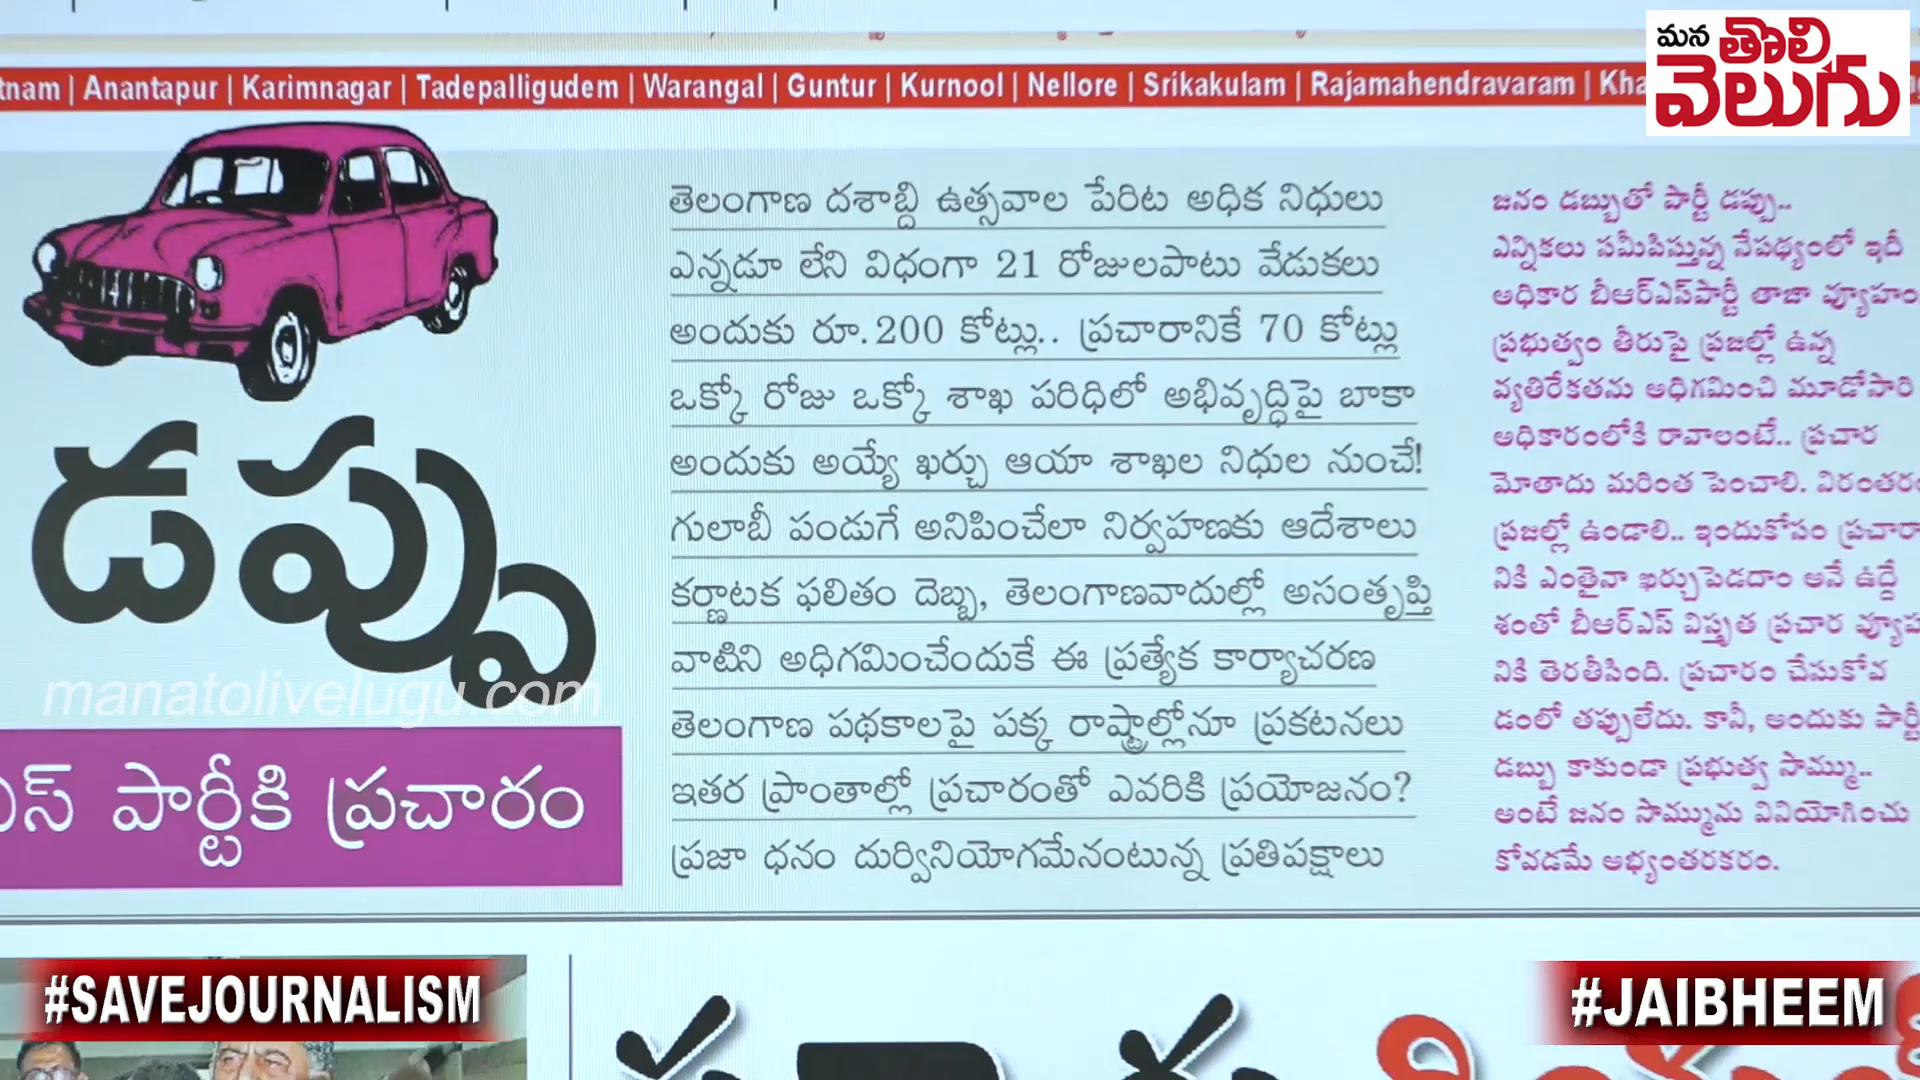 మన తొలి వెలుగు
| Anantapur | Karimnagar | Tadepalligudem | Warangal | Guntur | Kurnool | Nellore | Srikakulam | Rajamahendravaram |
డప్పు
పార్టీకి ప్రచారం
తెలంగాణ దశాబ్ది ఉత్సవాల పేరిట అధిక నిధులు
ఎన్నడూ లేని విధంగా 21 రోజులపాటు వేడుకలు
అందుకు రూ.200 కోట్లు.. ప్రచారానికే 70 కోట్లు
ఒక్కో రోజు ఒక్కో శాఖ పరిధిలో అభివృద్ధిపై బాకా
అందుకు అయ్యే ఖర్చు ఆయా శాఖల నిధుల నుంచే!
గులాబీ పండుగే అనిపించేలా నిర్వహణకు ఆదేశాలు
కర్ణాటక ఫలితం దెబ్బ, తెలంగాణవాదుల్లో అసంతృప్తి
వాటిని అధిగమించేందుకే ఈ ప్రత్యేక కార్యాచరణ
తెలంగాణ పథకాలపై పక్క రాష్ట్రాల్లోనూ ప్రకటనలు
ఇతర ప్రాంతాల్లో ప్రచారంతో ఎవరికి ప్రయోజనం?
ప్రజా ధనం దుర్వినియోగమేనంటున్న ప్రతిపక్షాలు
జనం డబ్బుతో పార్టీ డప్పు..
ఎన్నికలు సమీపిస్తున్న నేపథ్యంలో ఇదీ
అధికార బీఆర్ఎస్‌పార్టీ తాజా వ్యూహం
ప్రభుత్వం తీరుపై ప్రజల్లో ఉన్న
వ్యతిరేకతను అధిగమించి మూడోసారి
అధికారంలోకి రావాలంటే.. ప్రచార
మోతాదు మరింత పెంచాలి. నిరంతరం
ప్రజల్లో ఉండాలి.. ఇందుకోసం ప్రచారా
నికి ఎంతైనా ఖర్చుపెడదాం అనే ఉద్దే
శంతో బీఆర్ఎస్ విస్తృత ప్రచార వ్యూహ
నికి తెరతీసింది. ప్రచారం చేసుకోవ
డంలో తప్పులేదు. కానీ, అందుకు పార్టీ
డబ్బు కాకుండా ప్రభుత్వ సొమ్ము..
అంటే జనం సొమ్మును వినియోగించు
కోవడమే అభ్యంతరకరం.
manatolivelugu.com
#SAVEJOURNALISM
#JAIBHEEM